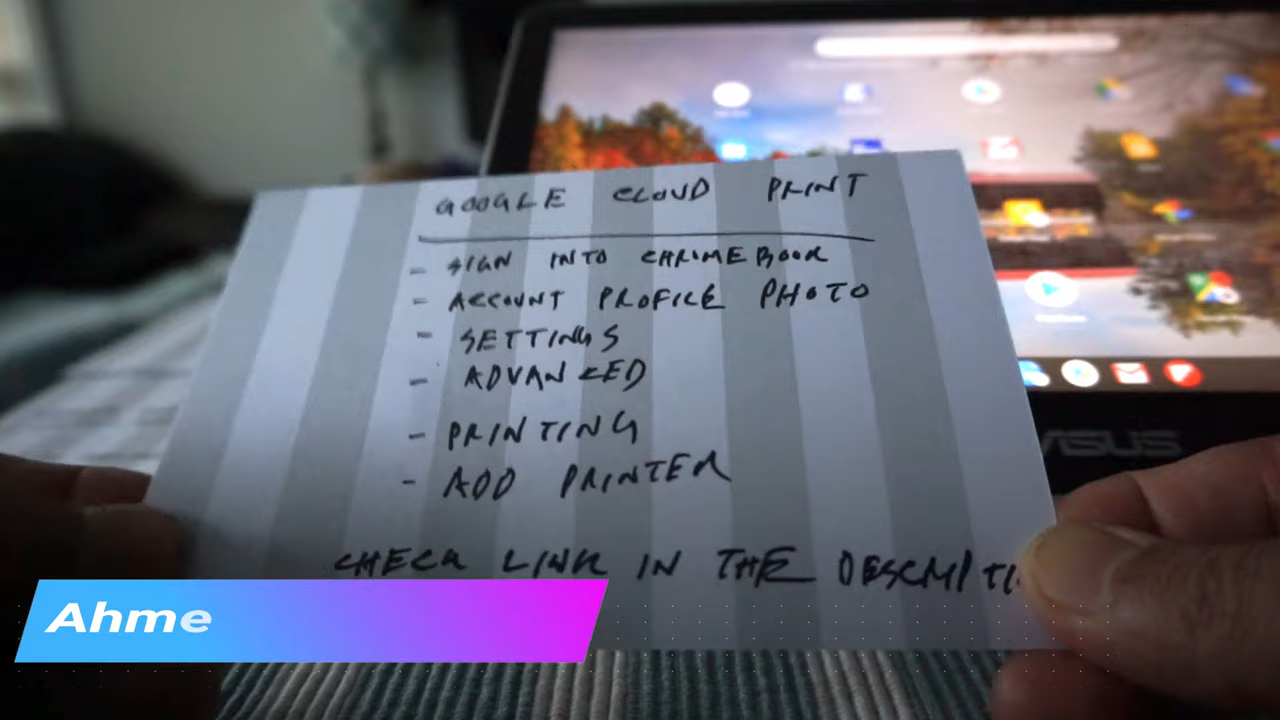 GOOGLE CLOUD PRINT
- SIGN INTO CHROMEBOOK
- ACCOUNT PROFILE PHOTO
- SETTINGS
- ADVANCED
- PRINTING
- ADD PRINTER
CHECK LINK IN THE DESCRIPTI
ASUS
Ahme